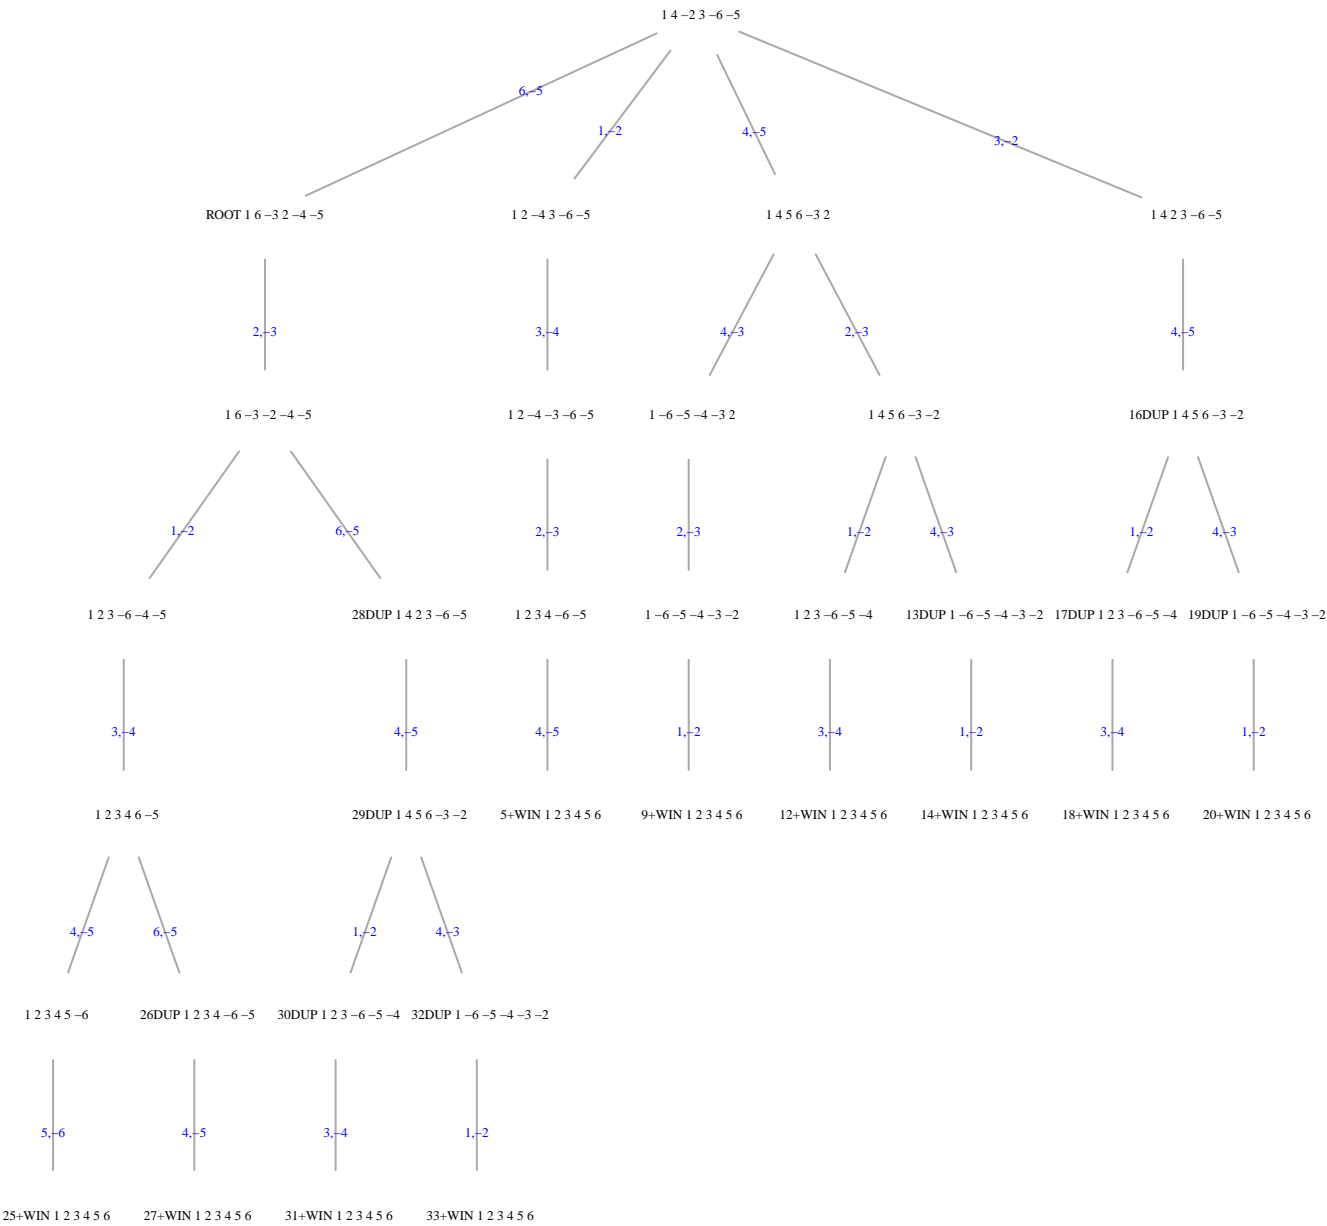 1 4 −2 3 −6 −5
6,−5
1,−2
4,−5
3,−2
ROOT 1 6 −3 2 −4 −5
1 2 −4 3 −6 −5
1 4 5 6 −3 2
1 4 2 3 −6 −5
2,−3
3,−4
4,−3
2,−3
4,−5
1 6 −3 −2 −4 −5
1 2 −4 −3 −6 −5
1 −6 −5 −4 −3 2
1 4 5 6 −3 −2
16DUP 1 4 5 6 −3 −2
1,−2
6,−5
2,−3
2,−3
1,−2
4,−3
1,−2
4,−3
1 2 3 −6 −4 −5
28DUP 1 4 2 3 −6 −5
1 2 3 4 −6 −5
1 −6 −5 −4 −3 −2
1 2 3 −6 −5 −4
13DUP 1 −6 −5 −4 −3 −2
17DUP 1 2 3 −6 −5 −4
19DUP 1 −6 −5 −4 −3 −2
3,−4
4,−5
4,−5
1,−2
3,−4
1,−2
3,−4
1,−2
1 2 3 4 6 −5
29DUP 1 4 5 6 −3 −2
5+WIN 1 2 3 4 5 6
9+WIN 1 2 3 4 5 6
12+WIN 1 2 3 4 5 6
14+WIN 1 2 3 4 5 6
18+WIN 1 2 3 4 5 6
20+WIN 1 2 3 4 5 6
4,−5
6,−5
1,−2
4,−3
1 2 3 4 5 −6
26DUP 1 2 3 4 −6 −5
30DUP 1 2 3 −6 −5 −4
32DUP 1 −6 −5 −4 −3 −2
5,−6
4,−5
3,−4
1,−2
25+WIN 1 2 3 4 5 6
27+WIN 1 2 3 4 5 6
31+WIN 1 2 3 4 5 6
33+WIN 1 2 3 4 5 6